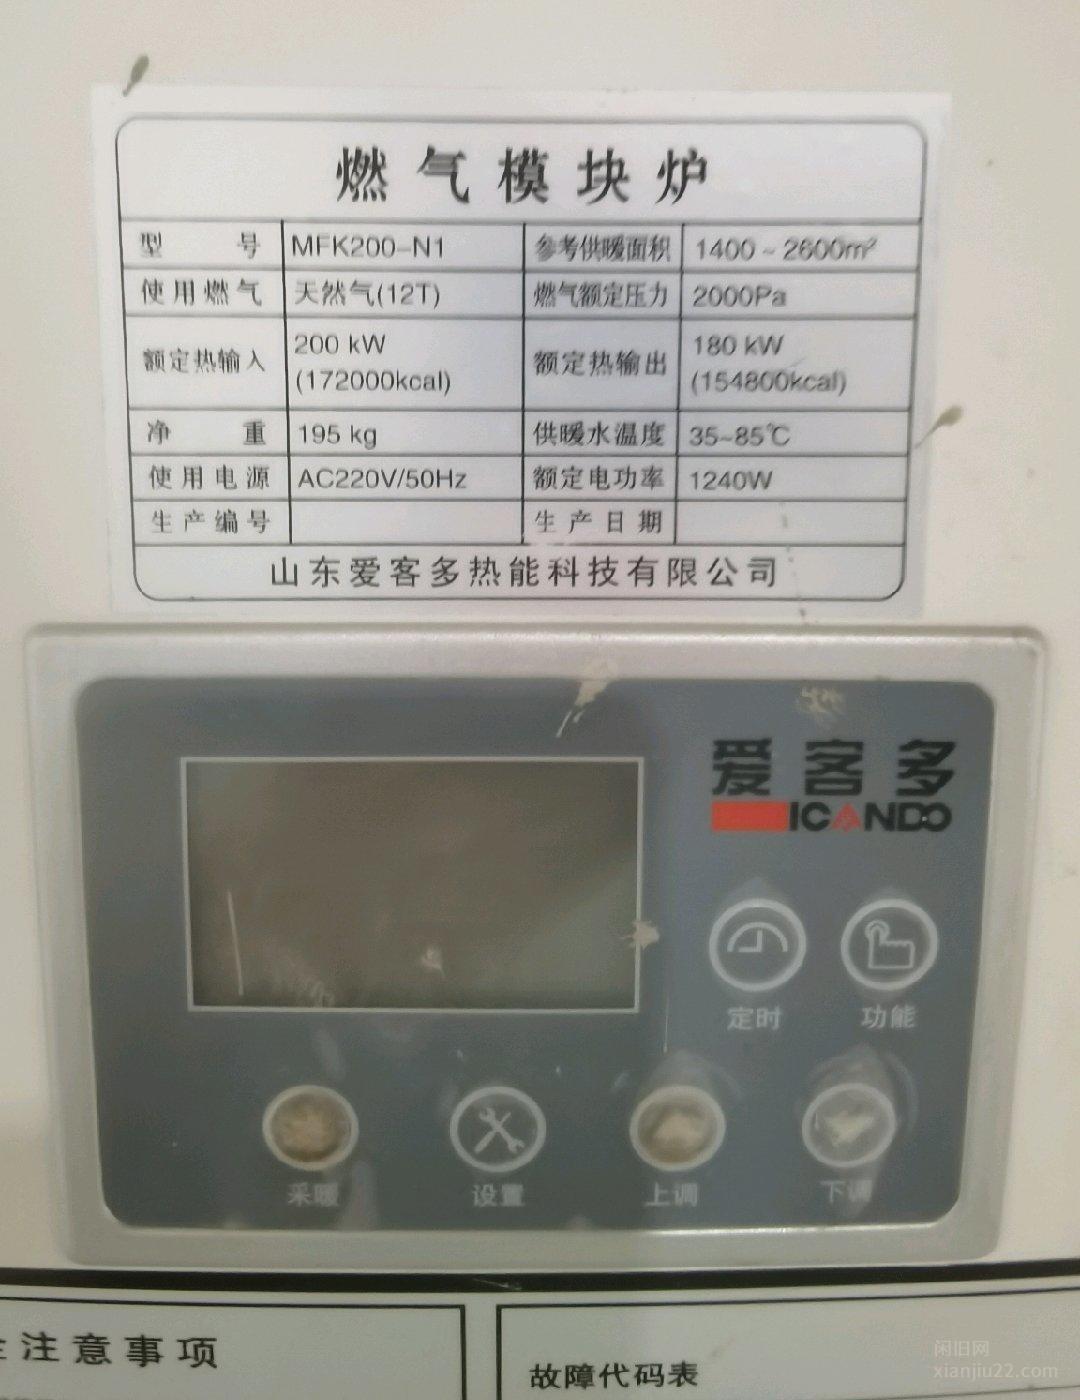 燃气模块炉
型号 MFK200-N1 参考供暖面积 1400～2600m²
使用燃气 天然气(12T) 燃气额定压力 2000Pa
额定热输入 200 kW (172000kcal) 额定热输出 180 kW (154800kcal)
净重 195 kg 供暖水温度 35~85℃
使用电源 AC220V/50Hz 额定电功率 1240W
生产编号 生产日期
山东爱客多热能科技有限公司
爱客多
ICANDO
定时 功能
采暖 设置 上调 下调
注意事项
故障代码表
闲旧网
xianjiu22.com